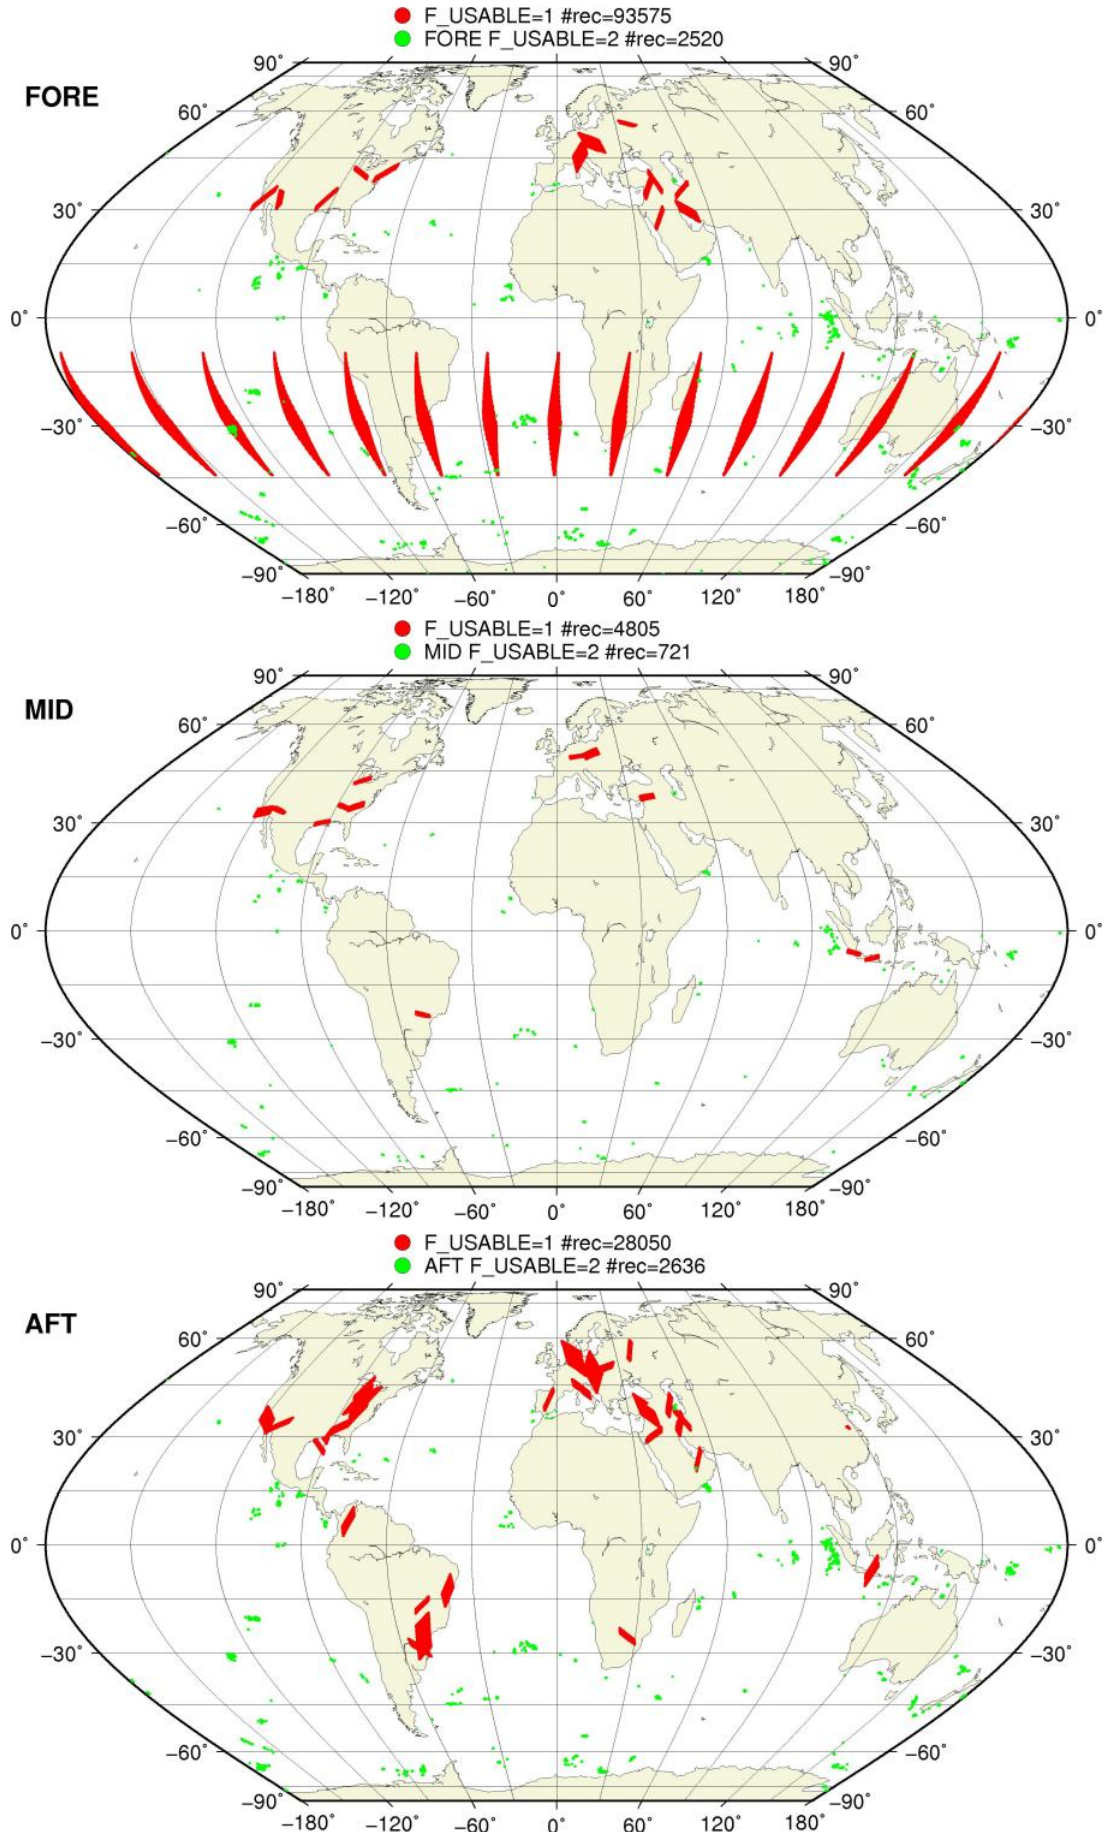 F_USABLE=1 #rec=93575
FORE F_USABLE=2 #rec=2520
FORE
90˚ 90˚
60˚ 60˚
30˚ 30˚
0˚ 0˚
−30˚ −30˚
−60˚ −60˚
−90˚ −90˚
−180˚ −120˚ −60˚ 0˚ 60˚ 120˚ 180˚
F_USABLE=1 #rec=4805
MID F_USABLE=2 #rec=721
MID
90˚ 90˚
60˚ 60˚
30˚ 30˚
0˚ 0˚
−30˚ −30˚
−60˚ −60˚
−90˚ −90˚
−180˚ −120˚ −60˚ 0˚ 60˚ 120˚ 180˚
F_USABLE=1 #rec=28050
AFT F_USABLE=2 #rec=2636
AFT
90˚ 90˚
60˚ 60˚
30˚ 30˚
0˚ 0˚
−30˚ −30˚
−60˚ −60˚
−90˚ −90˚
−180˚ −120˚ −60˚ 0˚ 60˚ 120˚ 180˚